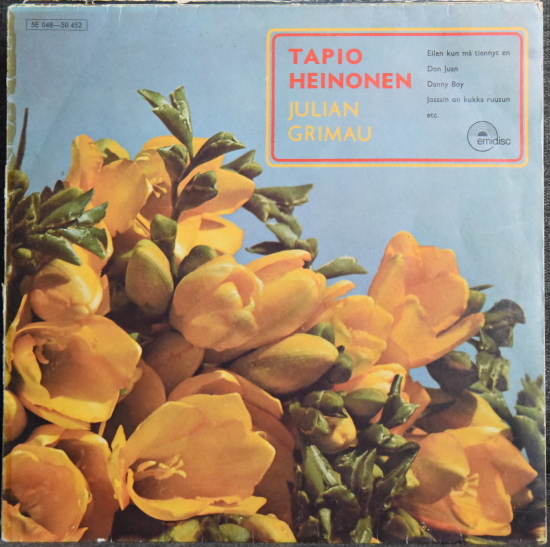 5E 048—50 452
TAPIO
HEINONEN
JULIAN
GRIMAU
Eilen kun mä tiennyt en
Don Juan
Danny Boy
Jossain on kukka ruusun
etc.
emidisc